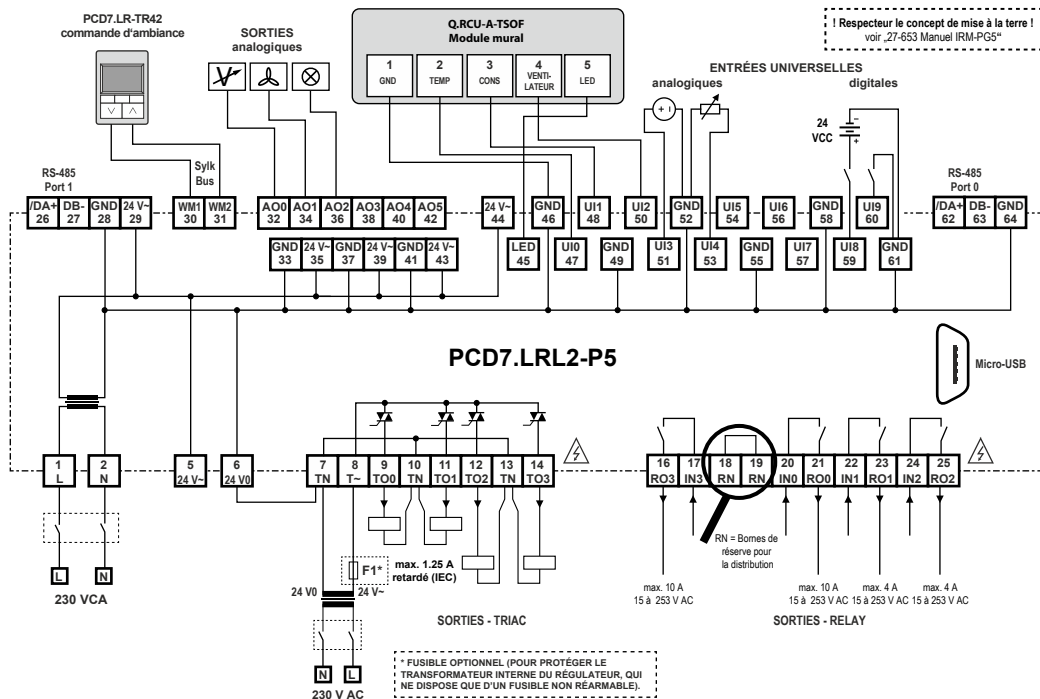 PCD7.LR-TR42
commande d'ambiance
SORTIES
analogiques
Q.RCU-A-TSOF
Module mural
1
GND
2
TEMP
3
CONS
4
VENTI-
LATEUR
5
LED
! Respecteur le concept de mise à la terre !
voir „27-653 Manuel IRM-PG5“
ENTRÉES UNIVERSELLES
analogiques
digitales
24
VCC
RS-485
Port 1
Sylk
Bus
RS-485
Port 0
/DA+
26
DB-
27
GND
28
24 V~
29
WM1
30
WM2
31
AO0
32
AO1
34
AO2
36
AO3
38
AO4
40
AO5
42
24 V~
44
GND
46
UI1
48
UI2
50
GND
52
UI5
54
UI6
56
GND
58
UI9
60
/DA+
62
DB-
63
GND
64
GND
33
24 V~
35
GND
37
24 V~
39
GND
41
24 V~
43
LED
45
UI0
47
GND
49
UI3
51
UI4
53
GND
55
UI7
57
UI8
59
GND
61
PCD7.LRL2-P5
Micro-USB
1
L
2
N
5
24 V~
6
24 V0
7
TN
8
T~
9
TO0
10
TN
11
TO1
12
TO2
13
TN
14
TO3
16
RO3
17
IN3
18
RN
19
RN
20
IN0
21
RO0
22
IN1
23
RO1
24
IN2
25
RO2
RN = Bornes de
réserve pour
la distribution
F1*
max. 1.25 A
retardé (IEC)
L
N
230 VCA
24 V0
24 V~
max. 10 A
15 à 253 V AC
max. 10 A
15 à 253 V AC
max. 4 A
15 à 253 V AC
max. 4 A
15 à 253 V AC
SORTIES - TRIAC
SORTIES - RELAY
N
L
230 V AC
* FUSIBLE OPTIONNEL (POUR PROTÉGER LE
TRANSFORMATEUR INTERNE DU RÉGULATEUR, QUI
NE DISPOSE QUE D'UN FUSIBLE NON RÉARMABLE).